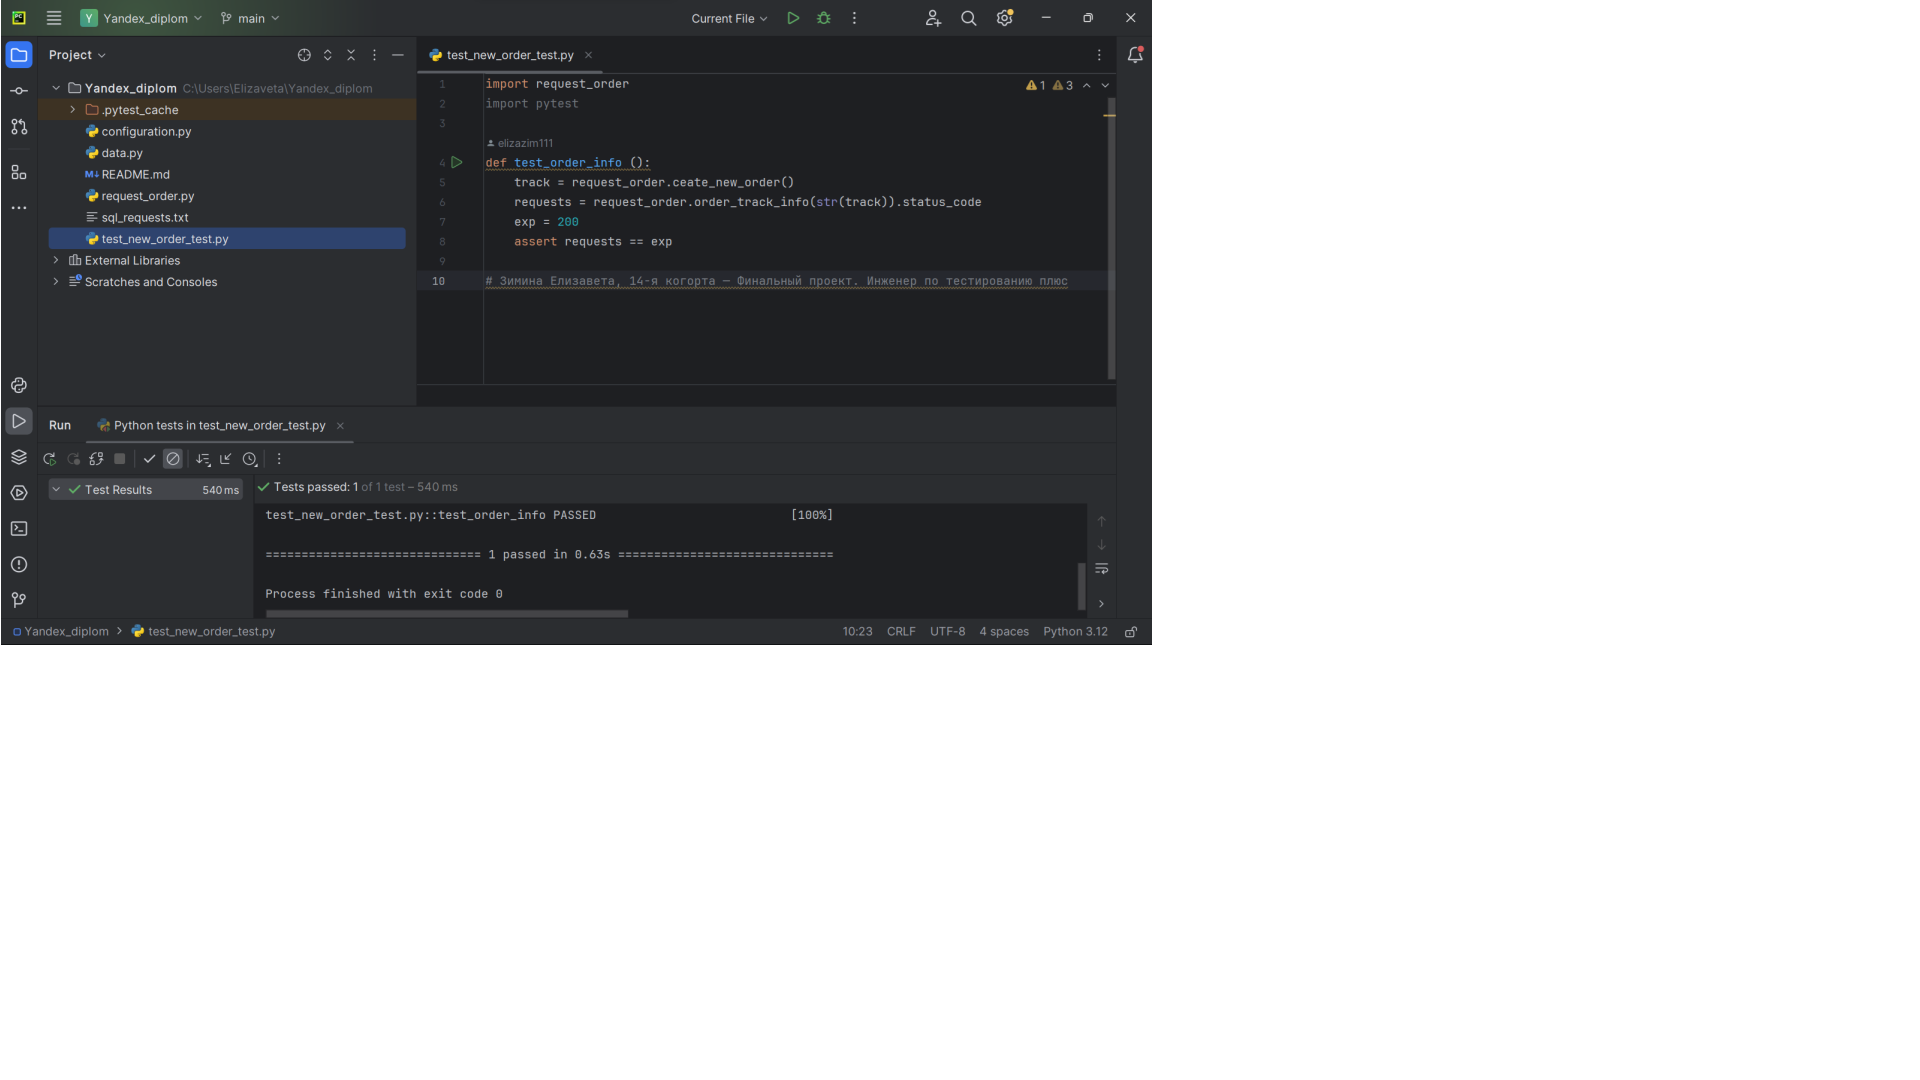 Y Yandex_diplom main Current File
Project
test_new_order_test.py
Yandex_diplom C:\Users\Elizaveta\Yandex_diplom
.pytest_cache
configuration.py
data.py
README.md
request_order.py
sql_requests.txt
test_new_order_test.py
External Libraries
Scratches and Consoles
1 import request_order
1 3
2 import pytest
3
elizazim111
4 def test_order_info ():
5 track = request_order.ceate_new_order()
6 requests = request_order.order_track_info(str(track)).status_code
7 exp = 200
8 assert requests == exp
9
10 # Зимина Елизавета, 14-я когорта — Финальный проект. Инженер по тестированию плюс
Run Python tests in test_new_order_test.py
Test Results 540 ms
Tests passed: 1 of 1 test – 540 ms
test_new_order_test.py::test_order_info PASSED [100%]
============================== 1 passed in 0.63s ==============================
Process finished with exit code 0
Yandex_diplom > test_new_order_test.py
10:23 CRLF UTF-8 4 spaces Python 3.12